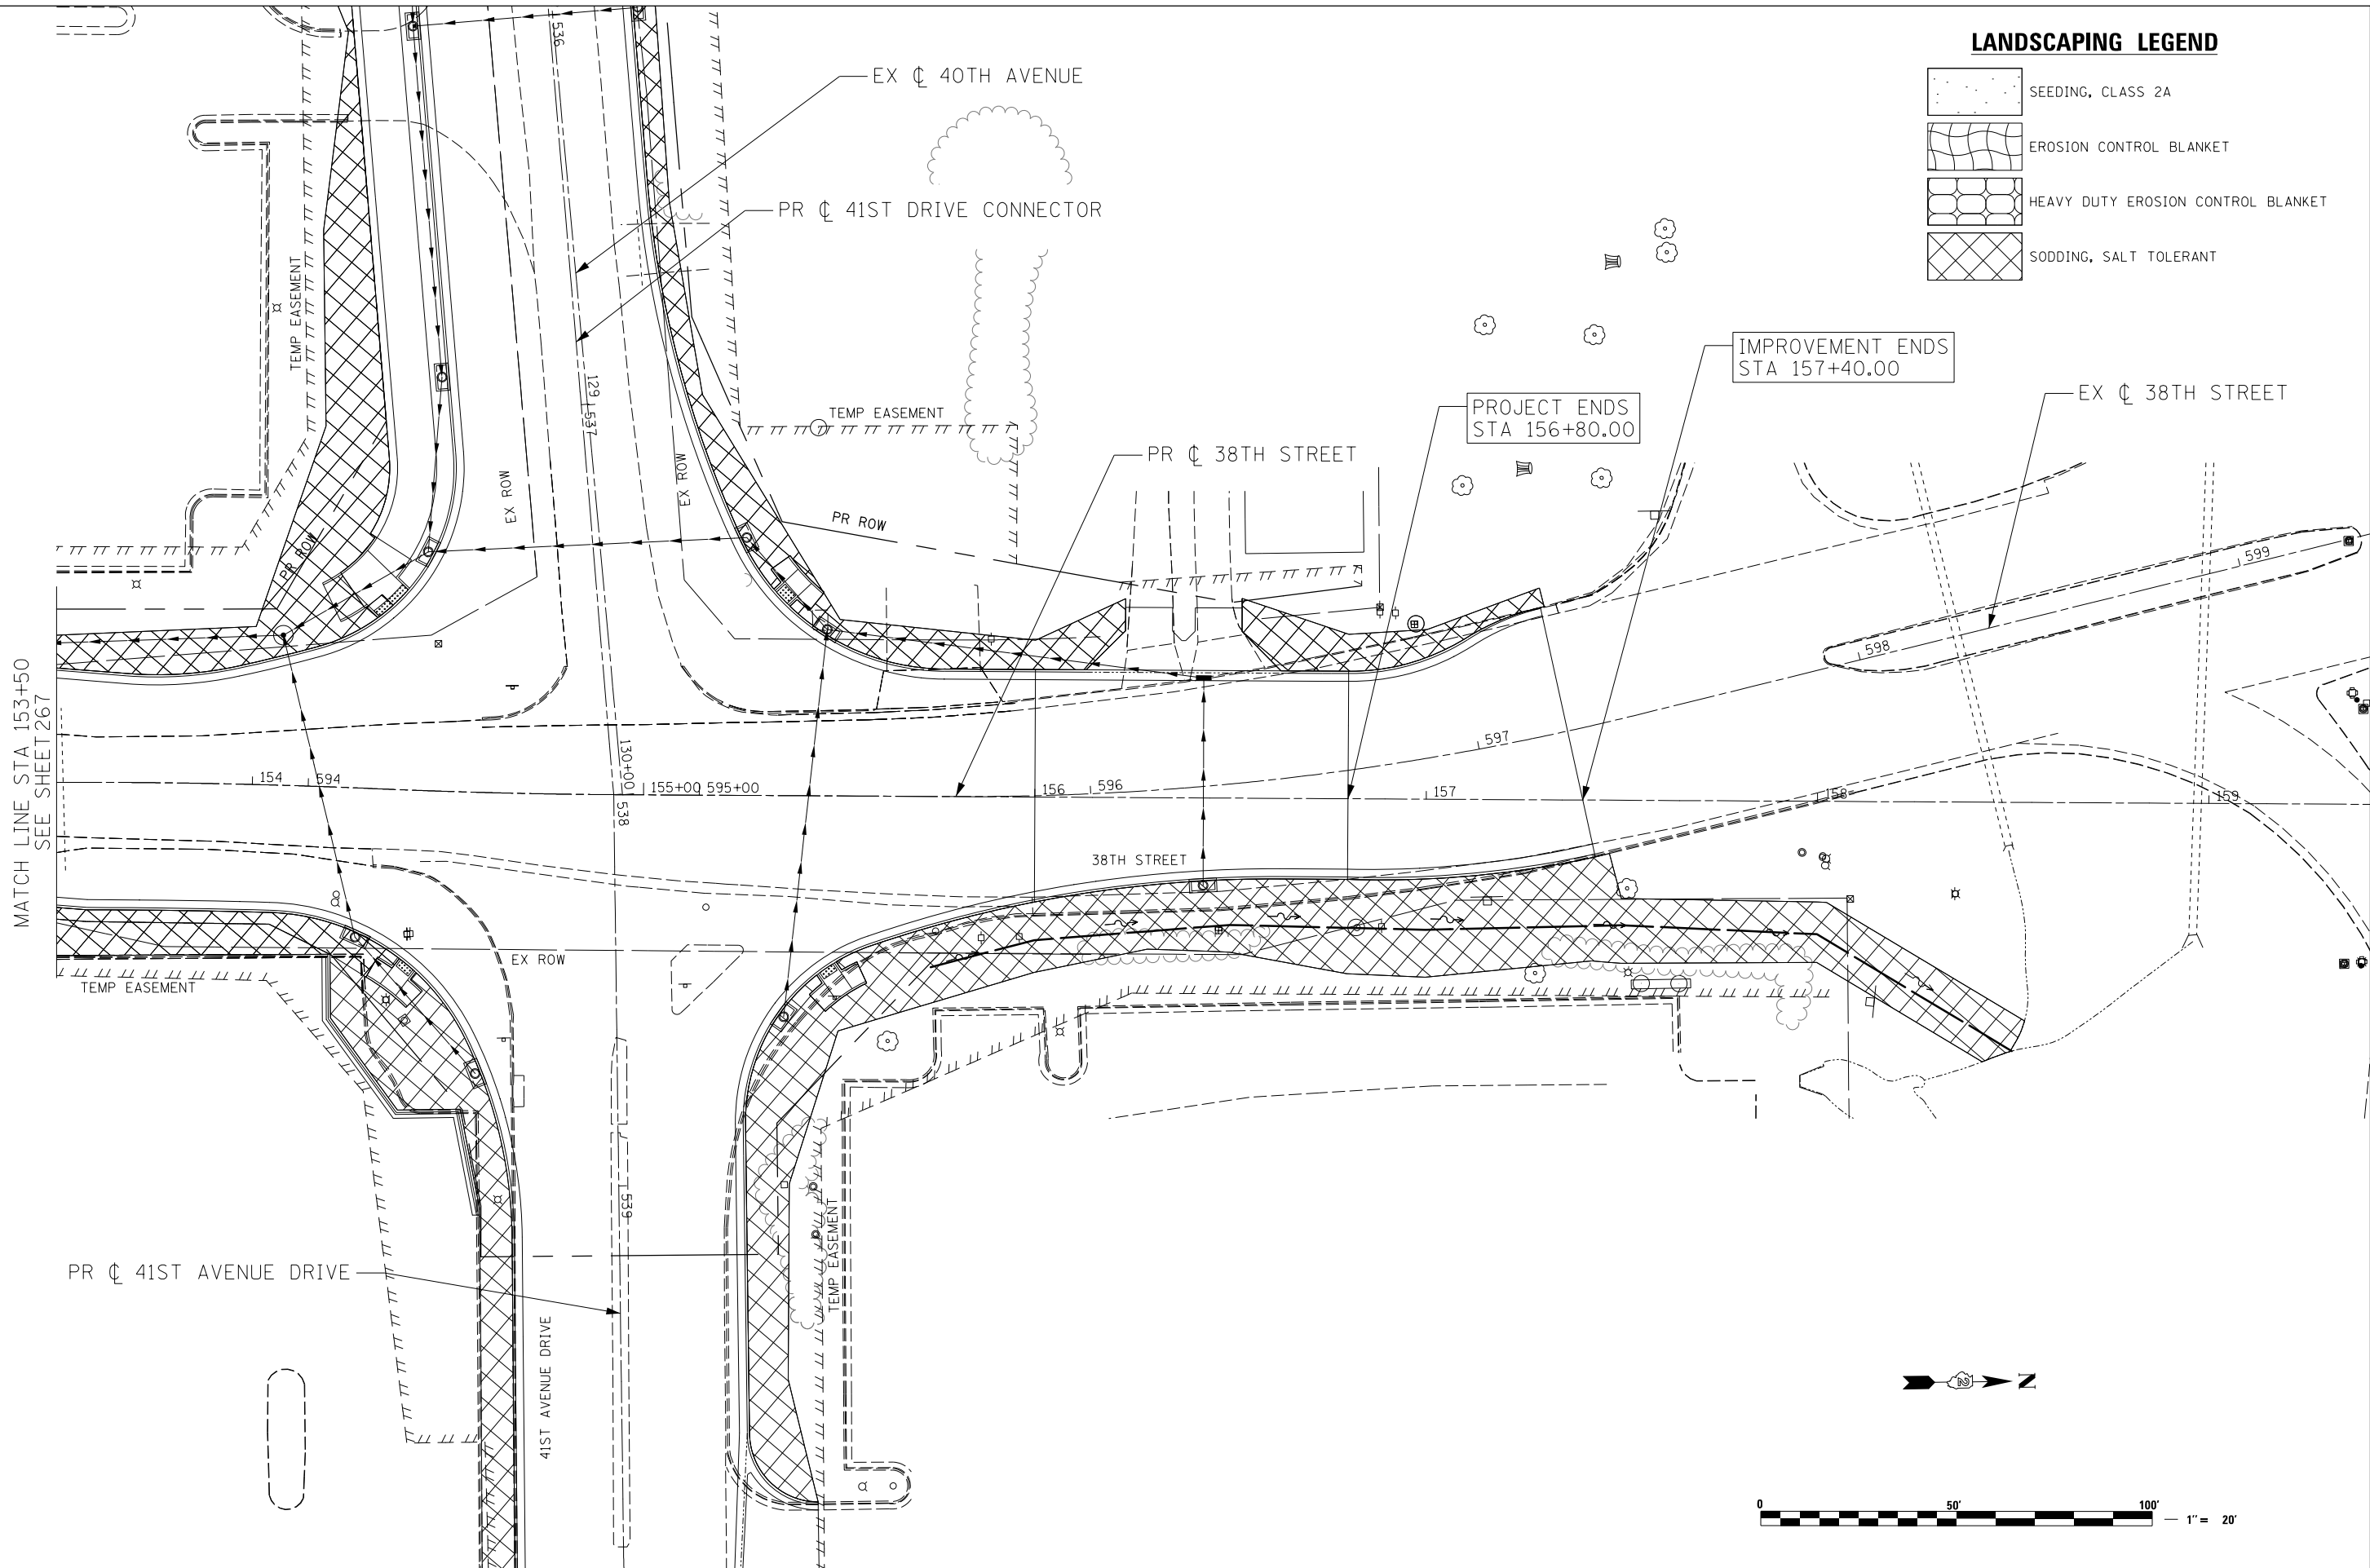 LANDSCAPING LEGEND
SEEDING, CLASS 2A
EROSION CONTROL BLANKET
HEAVY DUTY EROSION CONTROL BLANKET
SODDING, SALT TOLERANT
536
EX ℄ 40TH AVENUE
PR ℄ 41ST DRIVE CONNECTOR
TEMP EASEMENT
129
537
TEMP EASEMENT
IMPROVEMENT ENDS
STA 157+40.00
PROJECT ENDS
STA 156+80.00
EX ℄ 38TH STREET
PR ℄ 38TH STREET
EX ROW
EX ROW
PR ROW
PR ROW
599
598
597
MATCH LINE STA 153+50
SEE SHEET 267
154
594
130+00
538
155+00
595+00
156
596
157
158
159
38TH STREET
EX ROW
TEMP EASEMENT
539
TEMP EASEMENT
PR ℄ 41ST AVENUE DRIVE
41ST AVENUE DRIVE
N
0
50'
100'
1" = 20'